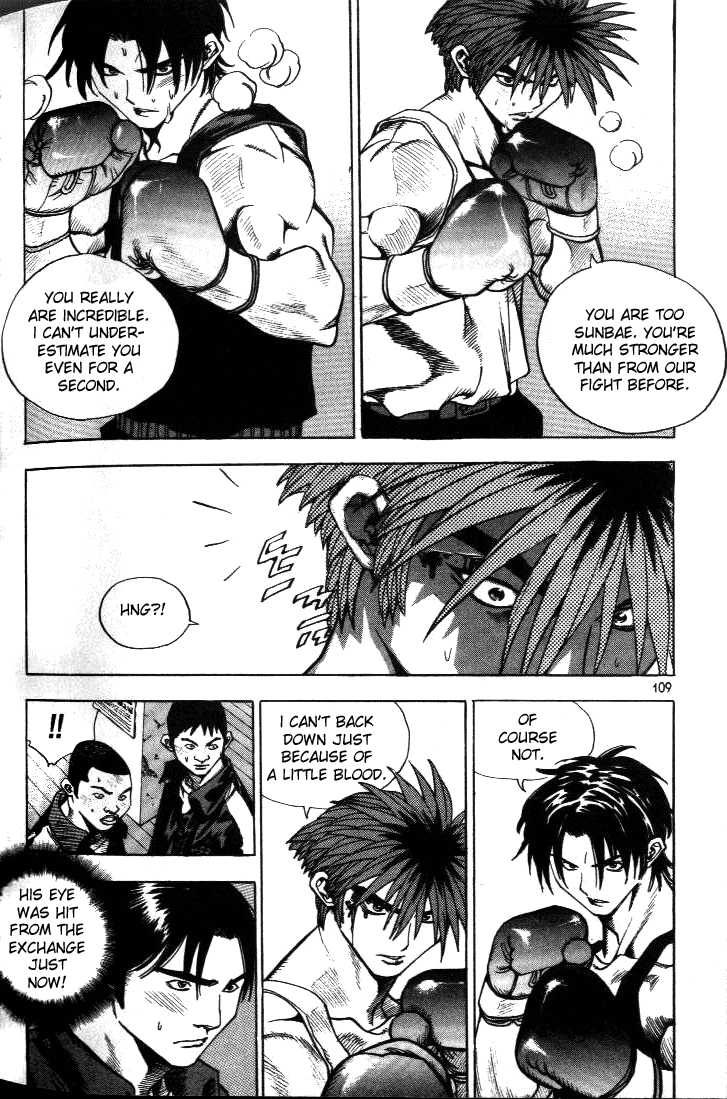 YOU REALLY
ARE INCREDIBLE.
I CAN'T UNDER-
ESTIMATE YOU
EVEN FOR A
SECOND.
YOU ARE TOO
SUNBAE. YOU'RE
MUCH STRONGER
THAN FROM OUR
FIGHT BEFORE.
HNG?!
109
!!
HIS EYE
WAS HIT
FROM THE
EXCHANGE
JUST
NOW!
I CAN'T BACK
DOWN JUST
BECAUSE OF
A LITTLE BLOOD.
OF
COURSE
NOT.